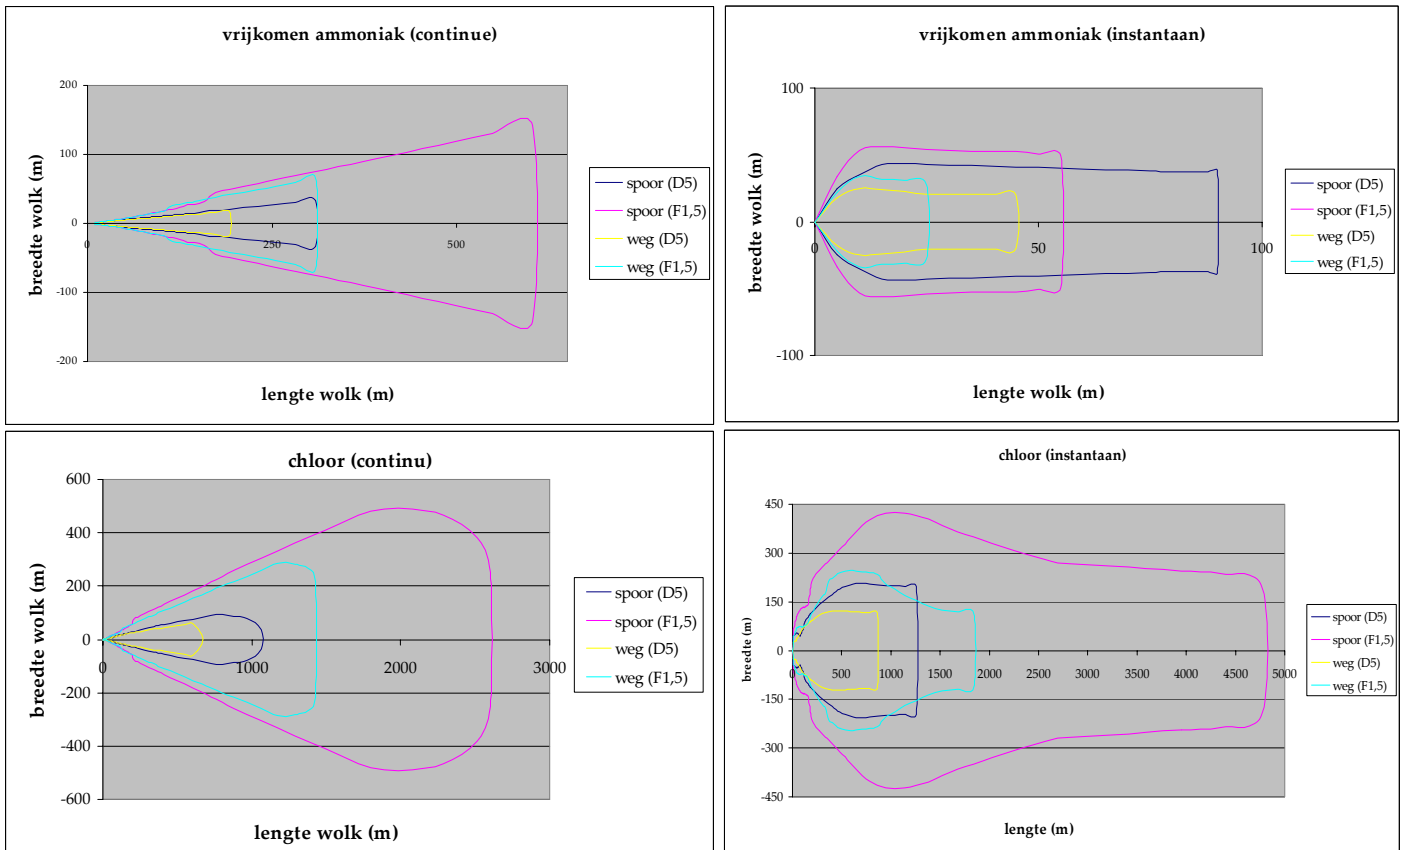 vrijkomen ammoniak (continue)
breedte wolk (m)
200
100
0
-100
-200
0
250
500
lengte wolk (m)
spoor (D5)
spoor (F1,5)
weg (D5)
weg (F1,5)
vrijkomen ammoniak (instantaan)
breedte wolk (m)
100
0
-100
0
50
100
lengte wolk (m)
spoor (D5)
spoor (F1,5)
weg (D5)
weg (F1,5)
chloor (continu)
breedte wolk (m)
600
400
200
0
-200
-400
-600
0
1000
2000
3000
lengte wolk (m)
spoor (D5)
spoor (F1,5)
weg (D5)
weg (F1,5)
chloor (instantaan)
breedte (m)
450
300
150
0
-150
-300
-450
0 500 1000 1500 2000 2500 3000 3500 4000 4500 5000
lengte (m)
spoor (D5)
spoor (F1,5)
weg (D5)
weg (F1,5)